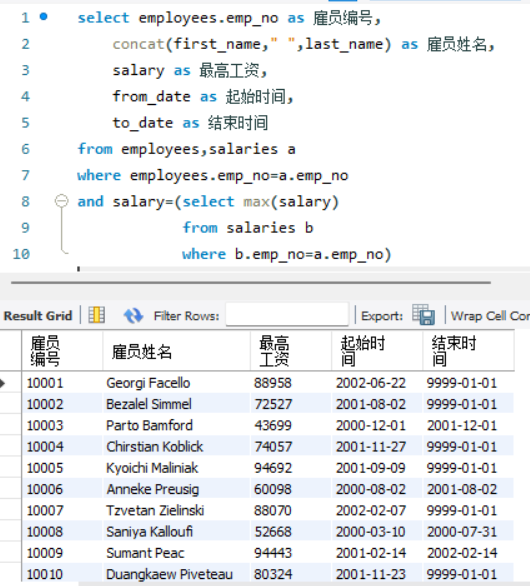 1 select employees.emp_no as 雇员编号,
2 concat(first_name," ",last_name) as 雇员姓名,
3 salary as 最高工资,
4 from_date as 起始时间,
5 to_date as 结束时间
6 from employees,salaries a
7 where employees.emp_no=a.emp_no
8 and salary=(select max(salary)
9 from salaries b
10 where b.emp_no=a.emp_no)
Result Grid Filter Rows: Export: Wrap Cell Con
雇员编号 雇员姓名 最高工资 起始时间 结束时间
10001 Georgi Facello 88958 2002-06-22 9999-01-01
10002 Bezalel Simmel 72527 2001-08-02 9999-01-01
10003 Parto Bamford 43699 2000-12-01 2001-12-01
10004 Chirstian Koblick 74057 2001-11-27 9999-01-01
10005 Kyoichi Maliniak 94692 2001-09-09 9999-01-01
10006 Anneke Preusig 60098 2000-08-02 2001-08-02
10007 Tzvetan Zielinski 88070 2002-02-07 9999-01-01
10008 Saniya Kalloufi 52668 2000-03-10 2000-07-31
10009 Sumant Peac 94443 2001-02-14 2002-02-14
10010 Duangkaew Piveteau 80324 2001-11-23 9999-01-01